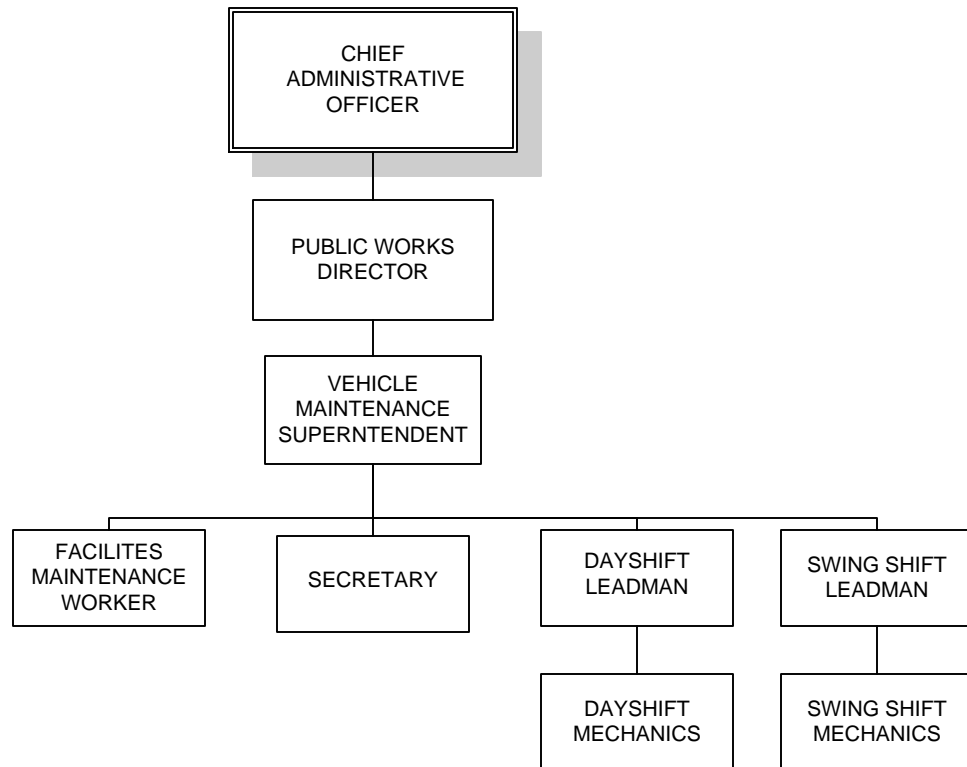 CHIEF
ADMINISTRATIVE
OFFICER
PUBLIC WORKS
DIRECTOR
VEHICLE
MAINTENANCE
SUPERNTENDENT
FACILITES
MAINTENANCE
WORKER
SECRETARY
DAYSHIFT
LEADMAN
SWING SHIFT
LEADMAN
DAYSHIFT
MECHANICS
SWING SHIFT
MECHANICS